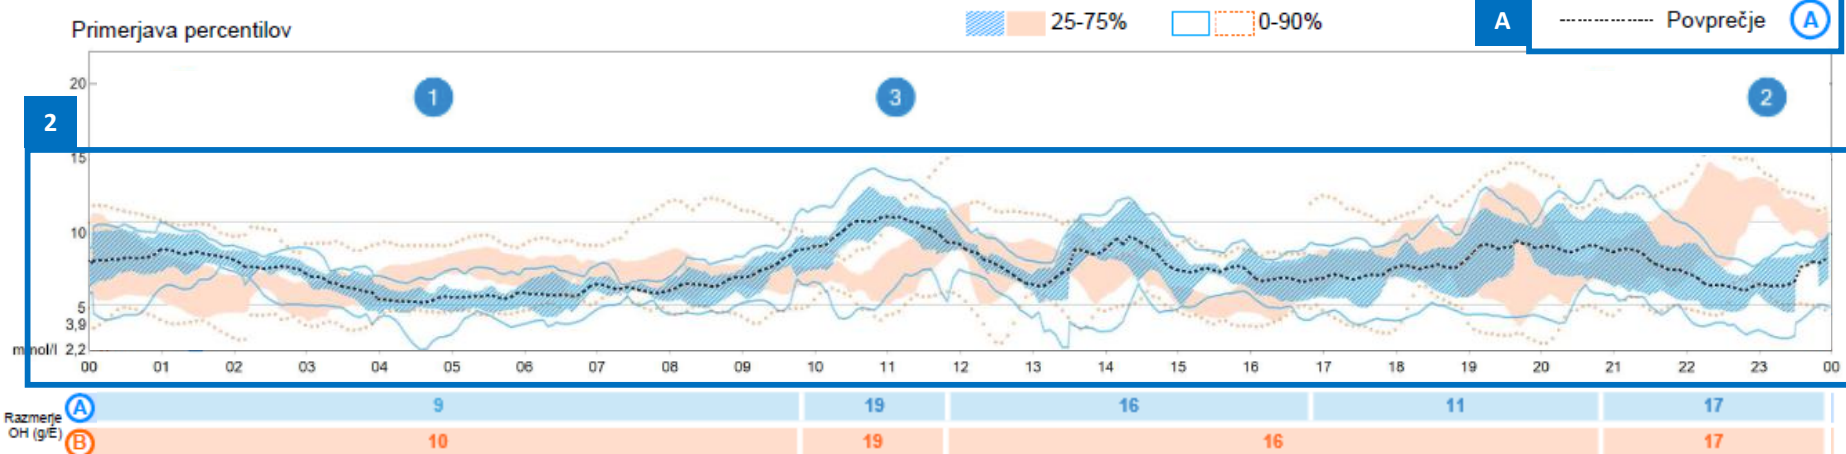 Primerjava percentilov
25-75%
0-90%
A
Povprečje A
20
1
3
2
2
15
10
5
3,9
mmol/l 2,2
00 01 02 03 04 05 06 07 08 09 10 11 12 13 14 15 16 17 18 19 20 21 22 23 00
Razmerje
OH (g/E)
A 9 19 16 11 17
B 10 19 16 17